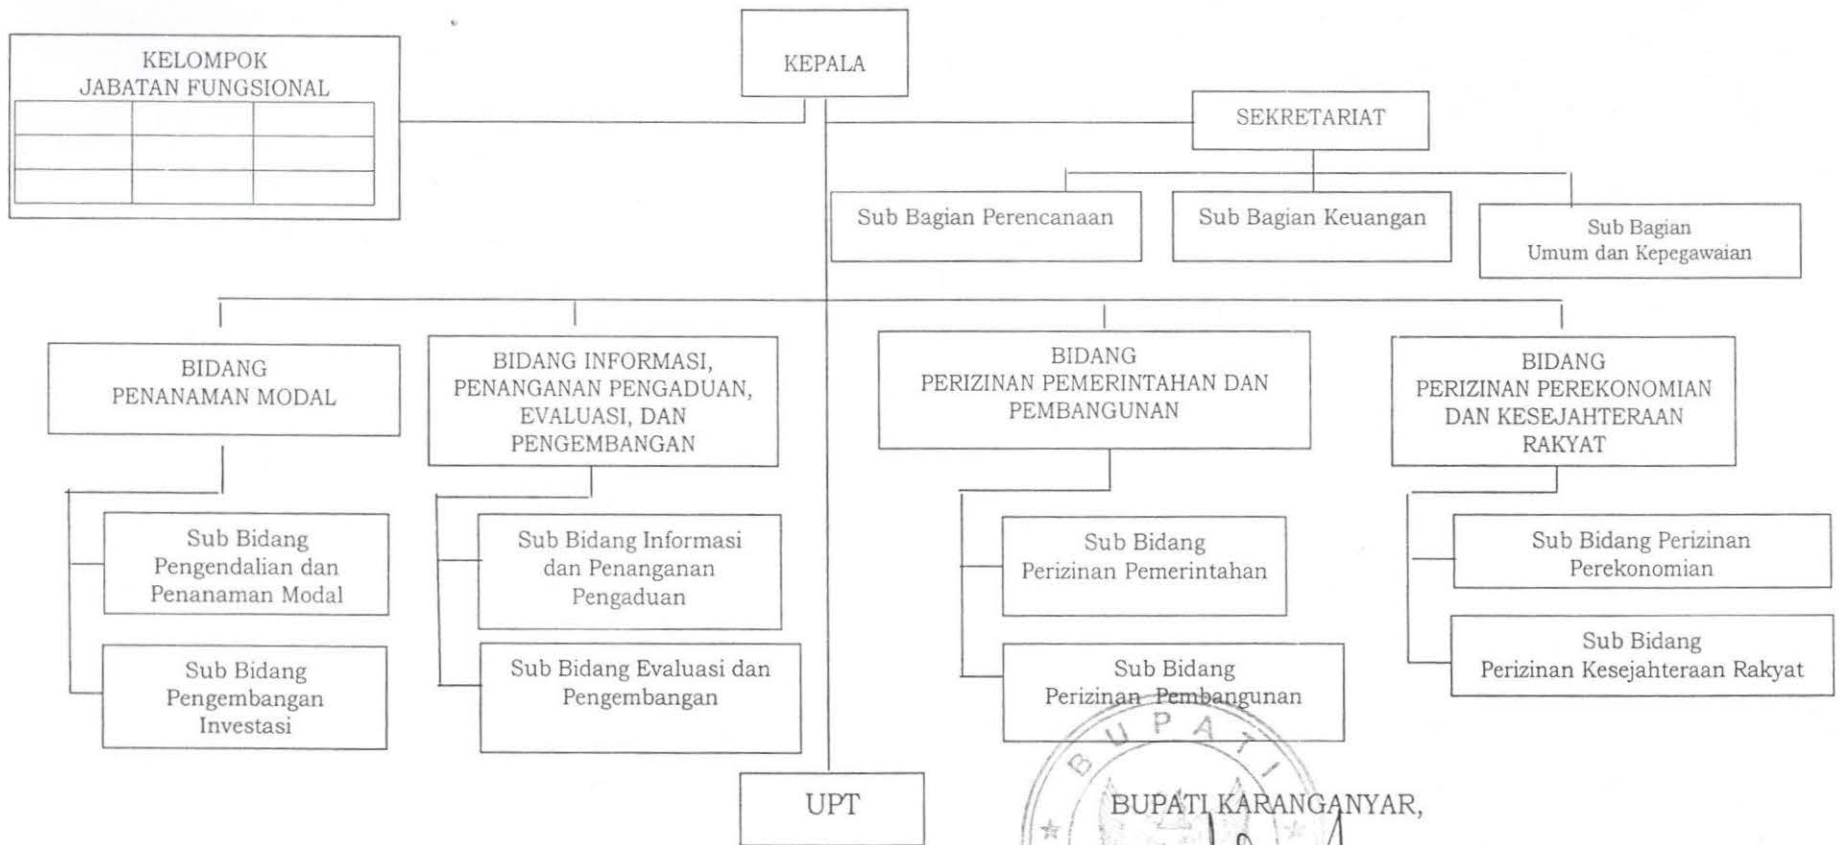 KEPALA
KELOMPOK
JABATAN FUNGSIONAL
SEKRETARIAT
Sub Bagian Perencanaan
Sub Bagian Keuangan
Sub Bagian
Umum dan Kepegawaian
BIDANG
PENANAMAN MODAL
BIDANG INFORMASI,
PENANGANAN PENGADUAN,
EVALUASI, DAN
PENGEMBANGAN
BIDANG
PERIZINAN PEMERINTAHAN DAN
PEMBANGUNAN
BIDANG
PERIZINAN PEREKONOMIAN
DAN KESEJAHTERAAN
RAKYAT
Sub Bidang
Pengendalian dan
Penanaman Modal
Sub Bidang Informasi
dan Penanganan
Pengaduan
Sub Bidang
Perizinan Pemerintahan
Sub Bidang Perizinan
Perekonomian
Sub Bidang
Pengembangan
Investasi
Sub Bidang Evaluasi dan
Pengembangan
Sub Bidang
Perizinan Pembangunan
Sub Bidang
Perizinan Kesejahteraan Rakyat
BUPATI
UPT
BUPATI KARANGANYAR,